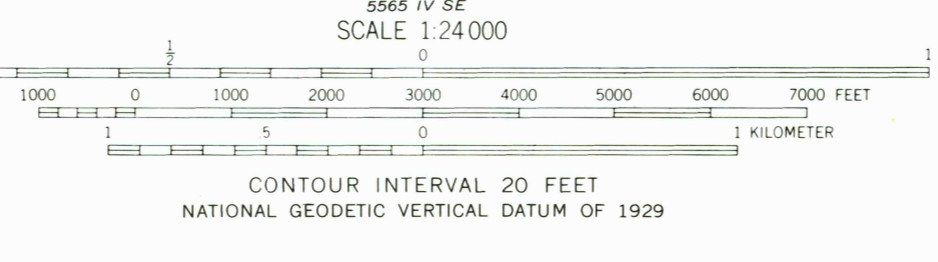 5565 IV SE
SCALE 1:24 000
1/2 0 1
1000 0 1000 2000 3000 4000 5000 6000 7000 FEET
1 .5 0 1 KILOMETER
CONTOUR INTERVAL 20 FEET
NATIONAL GEODETIC VERTICAL DATUM OF 1929